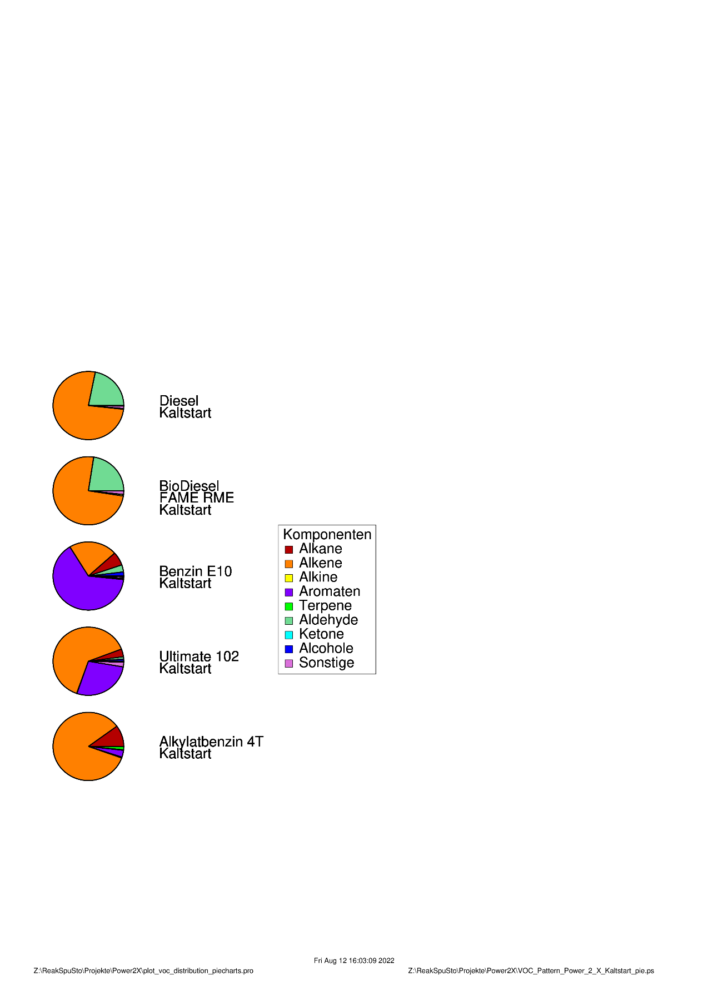 Diesel
Kaltstart
BioDiesel
FAME RME
Kaltstart
Benzin E10
Kaltstart
Ultimate 102
Kaltstart
Alkylatbenzin 4T
Kaltstart
Komponenten
Alkane
Alkene
Alkine
Aromaten
Terpene
Aldehyde
Ketone
Alcohole
Sonstige
Fri Aug 12 16:03:09 2022
Z:\ReakSpuSto\Projekte\Power2X\plot_voc_distribution_piecharts.pro
Z:\ReakSpuSto\Projekte\Power2X\VOC_Pattern_Power_2_X_Kaltstart_pie.ps